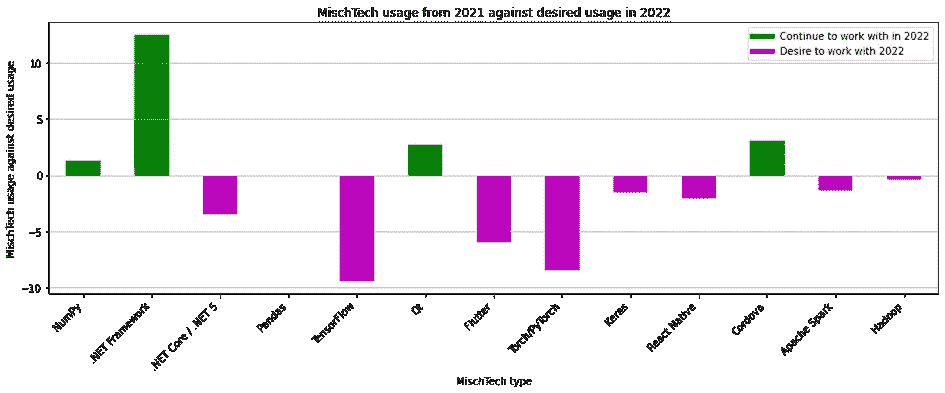 MischTech usage from 2021 against desired usage in 2022
Continue to work with in 2022
Desire to work with 2022
MischTech usage against desired usage
10
5
0
−5
−10
NumPy
.NET Framework
.NET Core / .NET 5
Pandas
TensorFlow
Qt
Flutter
Torch/PyTorch
Keras
React Native
Cordova
Apache Spark
Hadoop
MischTech type